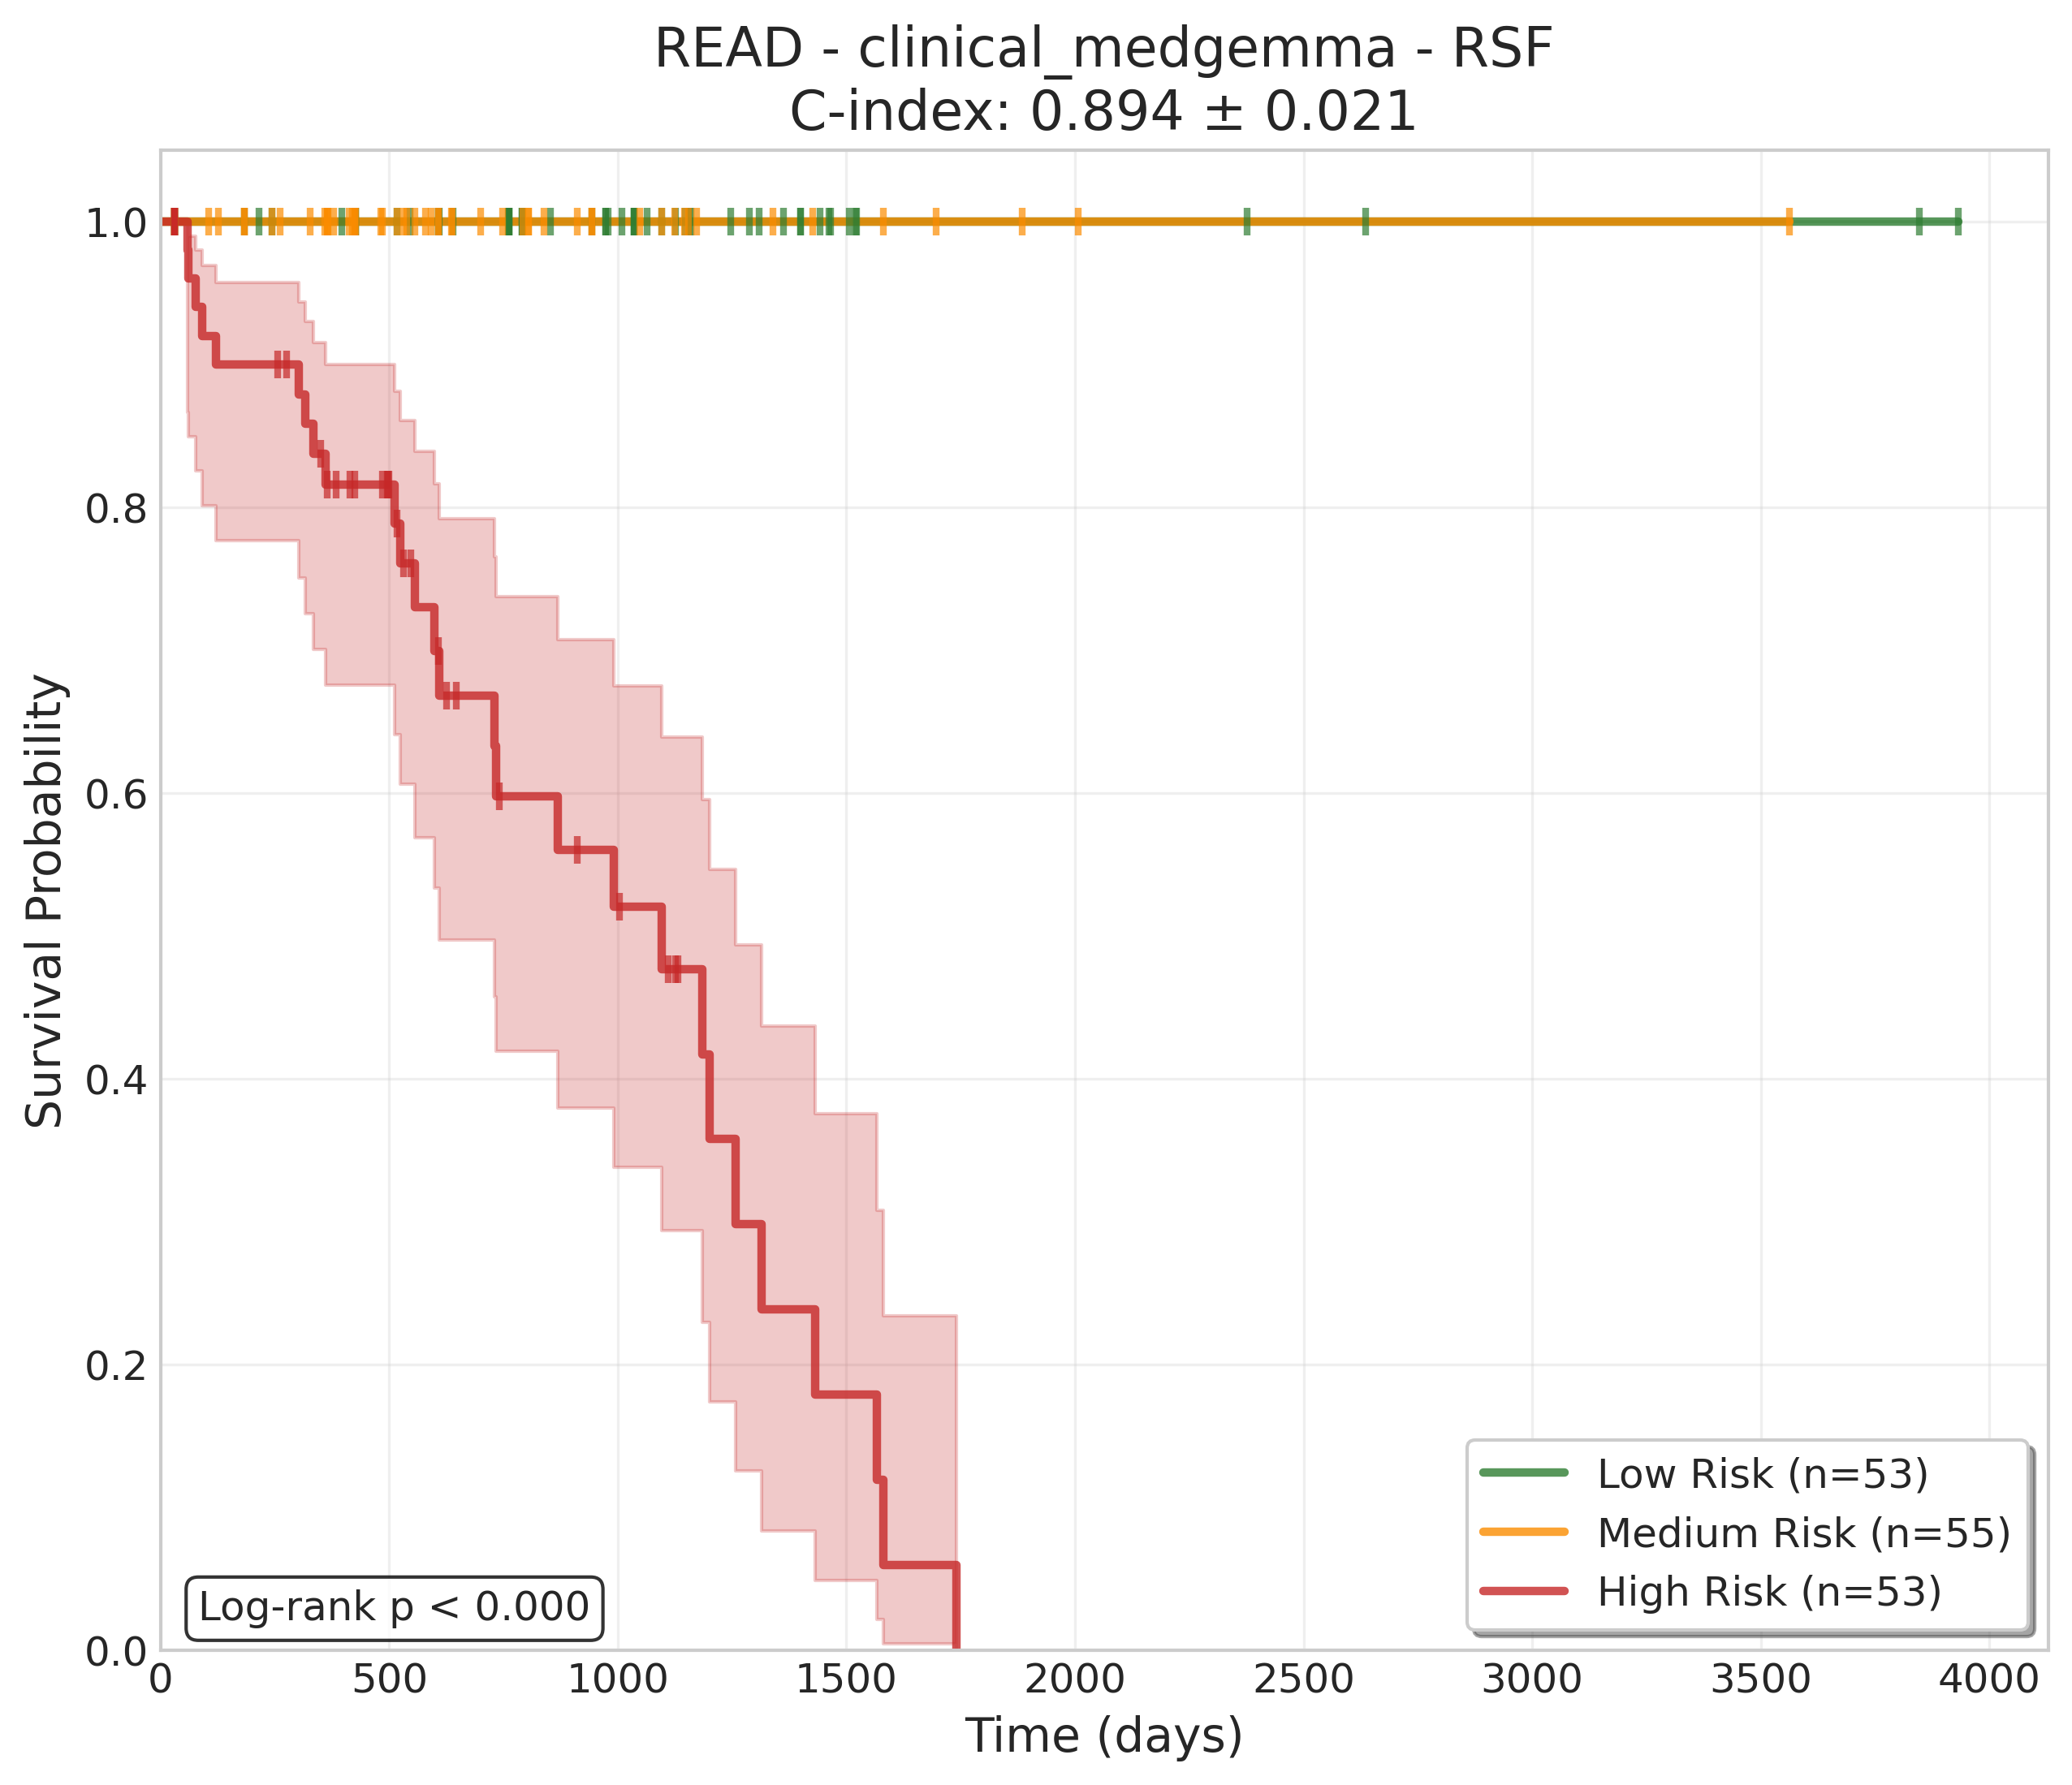 READ - clinical_medgemma - RSF
C-index: 0.894 ± 0.021
Survival Probability
1.0
0.8
0.6
0.4
0.2
0.0
Log-rank p < 0.000
Low Risk (n=53)
Medium Risk (n=55)
High Risk (n=53)
0 500 1000 1500 2000 2500 3000 3500 4000
Time (days)